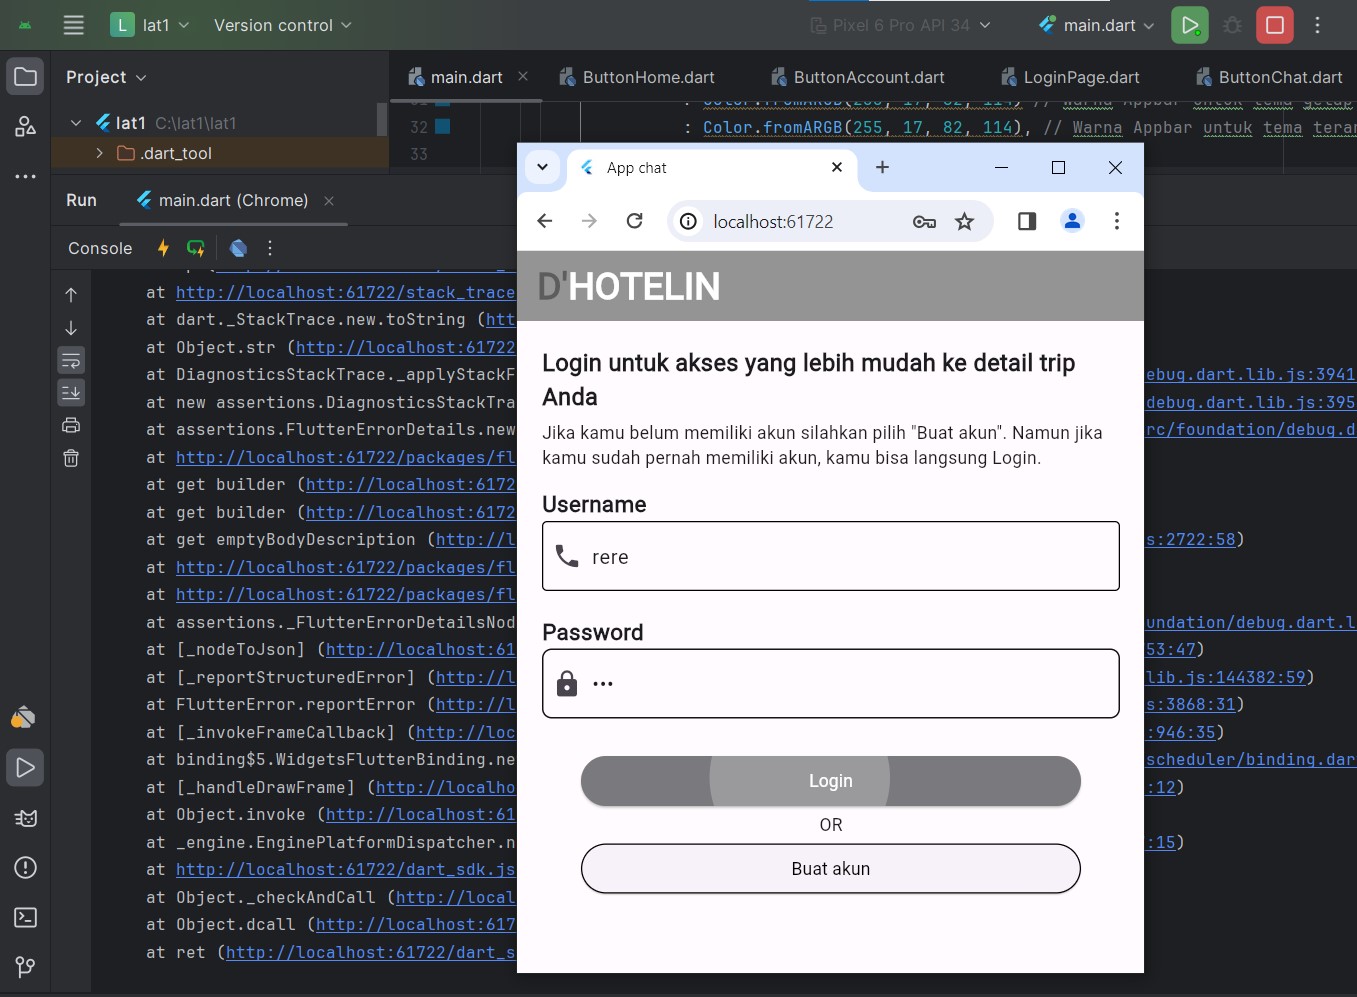 lat1
Version control
Pixel 6 Pro API 34
main.dart
Project
main.dart
ButtonHome.dart
ButtonAccount.dart
LoginPage.dart
ButtonChat.dart
lat1 C:\lat1\lat1
.dart_tool
32 : Color.fromARGB(255, 17, 82, 114), // Warna Appbar untuk tema teran
33
Run
main.dart (Chrome)
Console
App chat
localhost:61722
D'HOTELIN
Login untuk akses yang lebih mudah ke detail trip
Anda
Jika kamu belum memiliki akun silahkan pilih "Buat akun". Namun jika
kamu sudah pernah memiliki akun, kamu bisa langsung Login.
Username
rere
Password
•••
Login
OR
Buat akun
at http://localhost:61722/stack_trace
at dart._StackTrace.new.toString (htt
at Object.str (http://localhost:61722
at DiagnosticsStackTrace._applyStackF ebug.dart.lib.js:3941
at new assertions.DiagnosticsStackTra debug.dart.lib.js:395
at assertions.FlutterErrorDetails.new rc/foundation/debug.d
at http://localhost:61722/packages/fl
at get builder (http://localhost:6172
at get builder (http://localhost:6172
at get emptyBodyDescription (http://l s:2722:58)
at http://localhost:61722/packages/fl
at http://localhost:61722/packages/fl
at assertions._FlutterErrorDetailsNod undation/debug.dart.l
at [_nodeToJson] (http://localhost:61 53:47)
at [_reportStructuredError] (http://l lib.js:144382:59)
at FlutterError.reportError (http://l s:3868:31)
at [_invokeFrameCallback] (http://loc :946:35)
at binding$5.WidgetsFlutterBinding.ne scheduler/binding.dar
at [_handleDrawFrame] (http://localho :12)
at Object.invoke (http://localhost:61
at _engine.EnginePlatformDispatcher.n :15)
at http://localhost:61722/dart_sdk.js
at Object._checkAndCall (http://local
at Object.dcall (http://localhost:617
at ret (http://localhost:61722/dart_s